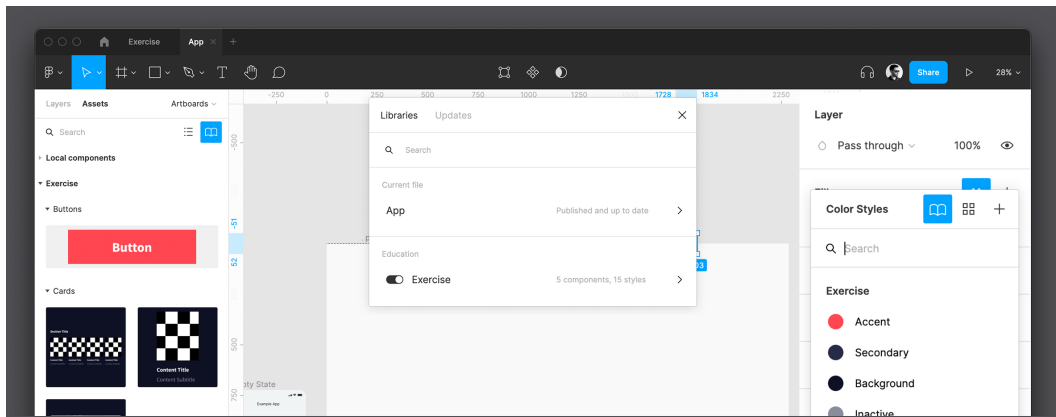 Exercise
App
Share
28%
Layers
Assets
Artboards
-250
0
250
500
750
1000
1250
1728
1834
2250
Search
Local components
Exercise
Buttons
Button
Cards
Section Title
Content Title
Content Subtitle
-500
-51
52
500
750
Libraries
Updates
Search
Current file
App
Published and up to date
Education
Exercise
5 components, 15 styles
Example App
Layer
Pass through
100%
Color Styles
Search
Exercise
Accent
Secondary
Background
Inactive